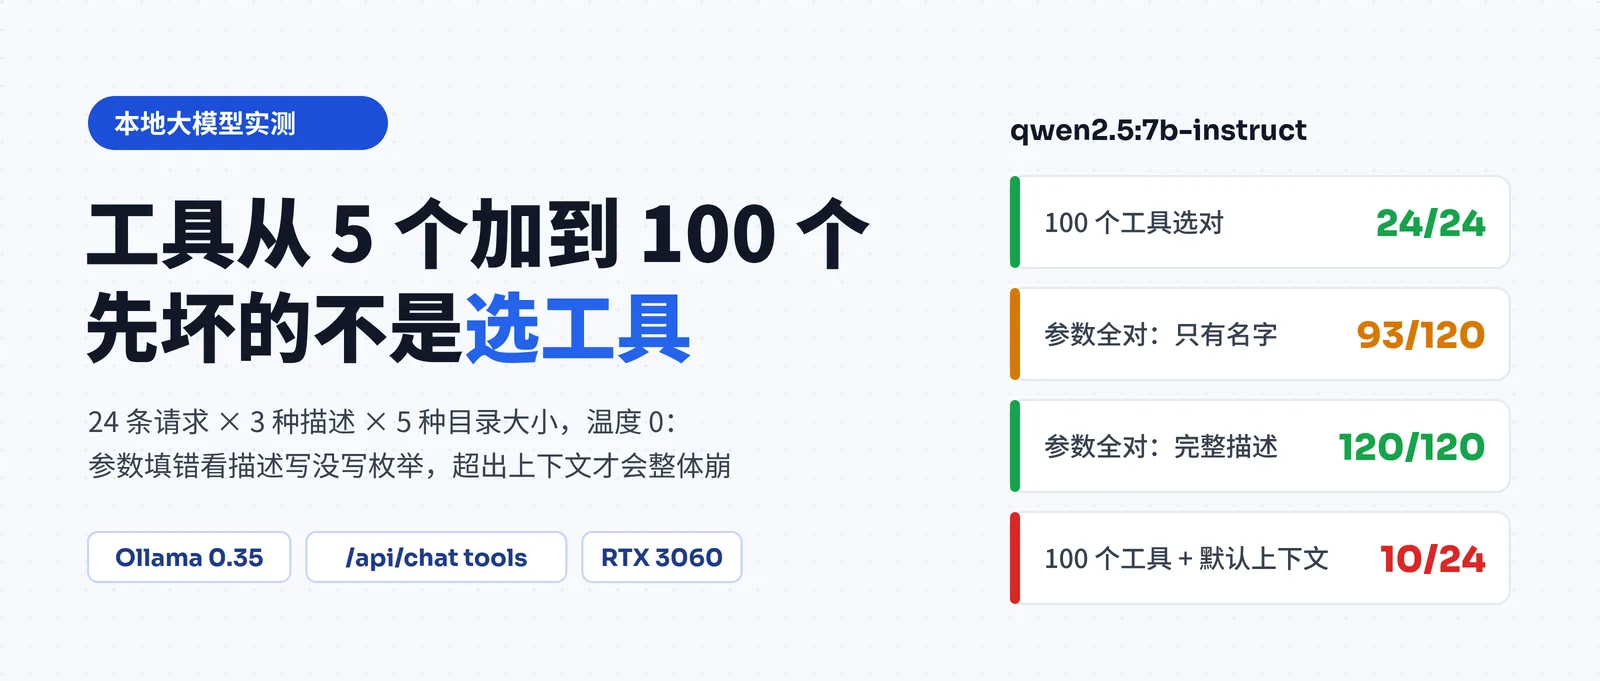 本地大模型实测
工具从 5 个加到 100 个
先坏的不是选工具
24 条请求 × 3 种描述 × 5 种目录大小，温度 0：
参数填错看描述写没写枚举，超出上下文才会整体崩
Ollama 0.35
/api/chat tools
RTX 3060
qwen2.5:7b-instruct
100 个工具选对 24/24
参数全对：只有名字 93/120
参数全对：完整描述 120/120
100 个工具 + 默认上下文 10/24